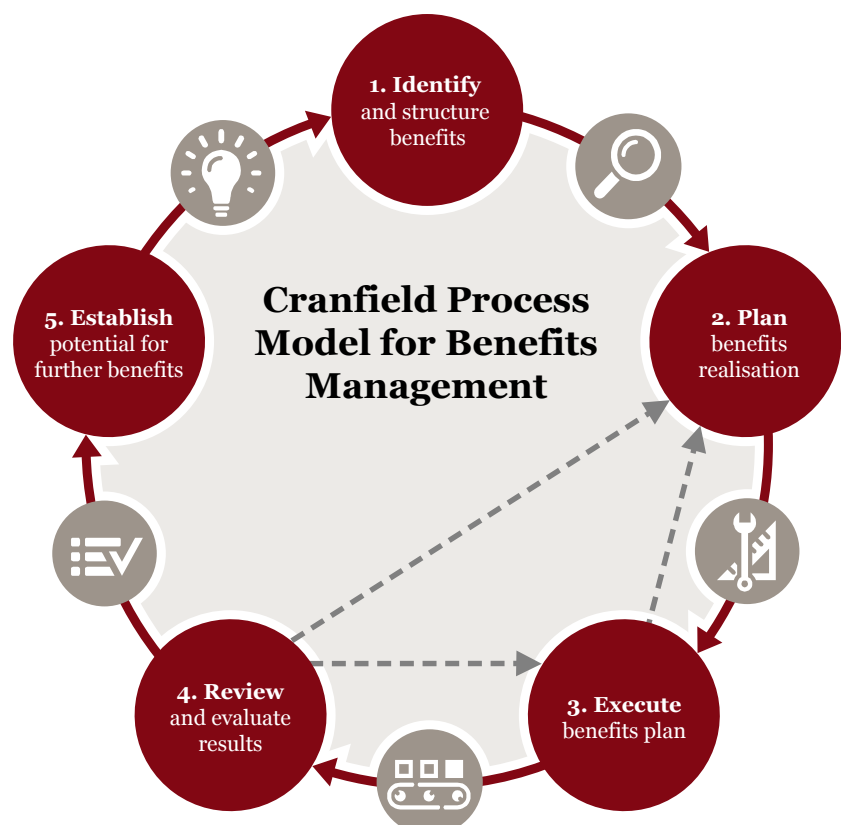 1. Identify
and structure
benefits
Cranfield Process
Model for Benefits
Management
5. Establish
potential for
further benefits
2. Plan
benefits
realisation
4. Review
and evaluate
results
3. Execute
benefits plan